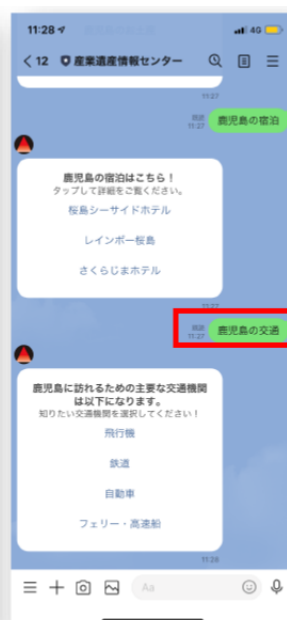 11:28
4G
12 産業遺産情報センター
11:27
既読
11:27
鹿児島の宿泊
鹿児島の宿泊はこちら！
タップして詳細をご覧ください。
桜島シーサイドホテル
レインボー桜島
さくらじまホテル
11:27
既読
11:27
鹿児島の交通
鹿児島に訪れるための主要な交通機関
は以下になります。
知りたい交通機関を選択してください！
飛行機
鉄道
自動車
フェリー・高速船
11:28
Aa